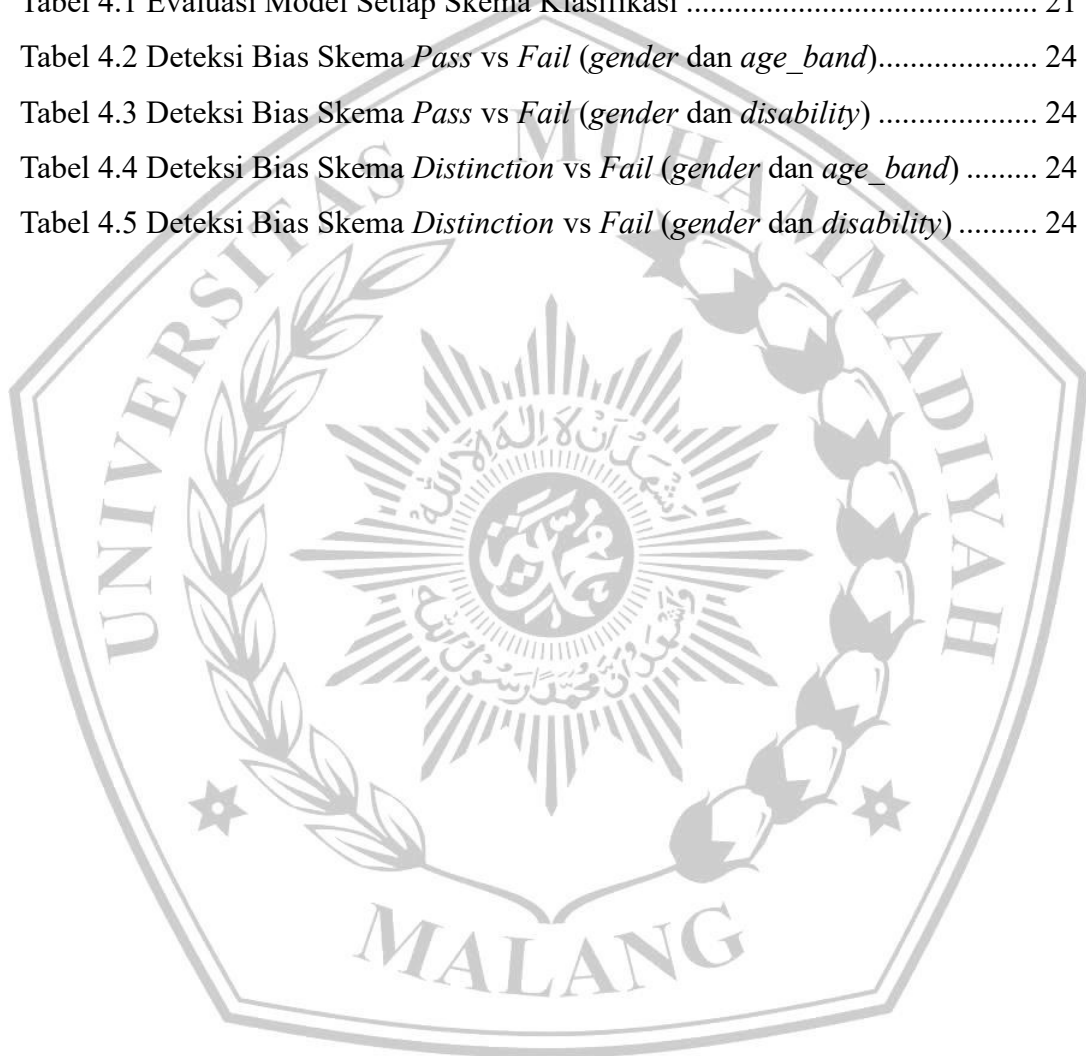 Tabel 4.1 Evaluasi Model Setiap Skema Klasifikasi ........................................... 21
Tabel 4.2 Deteksi Bias Skema Pass vs Fail (gender dan age_band).................... 24
Tabel 4.3 Deteksi Bias Skema Pass vs Fail (gender dan disability) ................... 24
Tabel 4.4 Deteksi Bias Skema Distinction vs Fail (gender dan age_band) ......... 24
Tabel 4.5 Deteksi Bias Skema Distinction vs Fail (gender dan disability) .......... 24
UNIVERSITAS MUHAMMADIYAH
MALANG